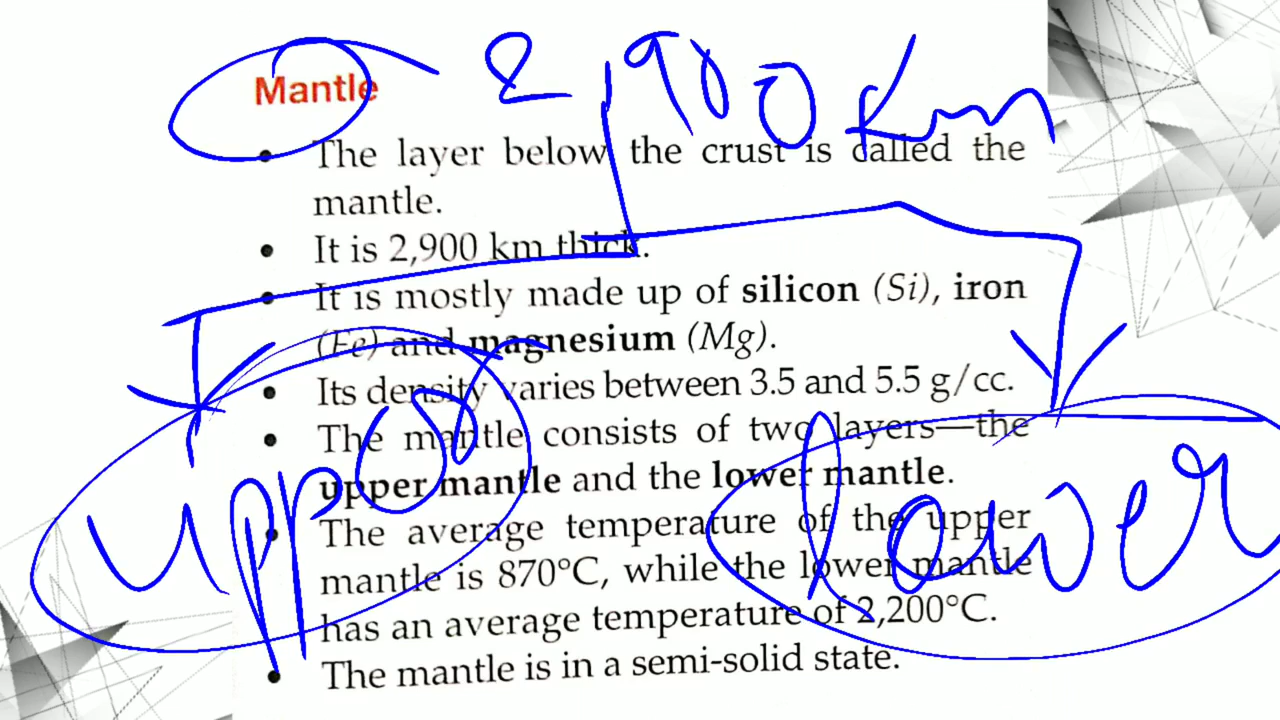 Mantle 2,900 Km
• The layer below the crust is called the
mantle.
• It is 2,900 km thick.
• It is mostly made up of silicon (Si), iron
(Fe) and magnesium (Mg).
• Its density varies between 3.5 and 5.5 g/cc.
• The mantle consists of two layers—the
upper mantle and the lower mantle.
upper lower
• The average temperature of the upper
mantle is 870°C, while the lower mantle
has an average temperature of 2,200°C.
• The mantle is in a semi-solid state.